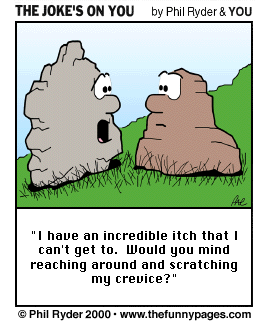 THE JOKE'S ON YOU by Phil Ryder & YOU
"I have an incredible itch that I
can't get to. Would you mind
reaching around and scratching
my crevice?"
© Phil Ryder 2000 • www.thefunnypages.com